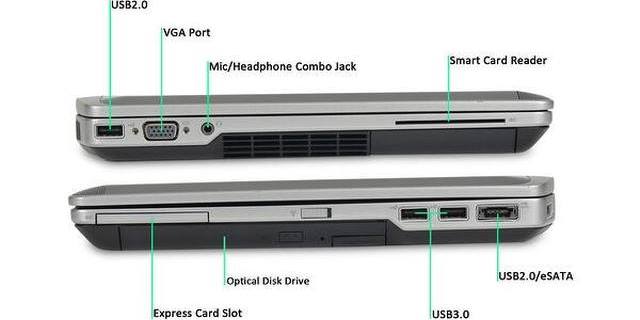 USB2.0
VGA Port
Mic/Headphone Combo Jack
Smart Card Reader
Optical Disk Drive
USB2.0/eSATA
Express Card Slot
USB3.0